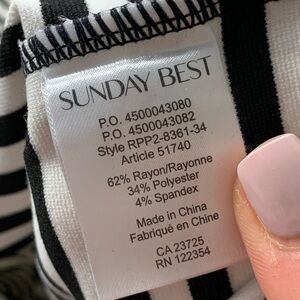 SUNDAY BEST
P.O. 4500043080
P.O. 4500043082
Style RPP2-8361-34
Article 51740
62% Rayon/Rayonne
34% Polyester
4% Spandex
Made in China
Fabriqué en Chine
CA 23725
RN 122354